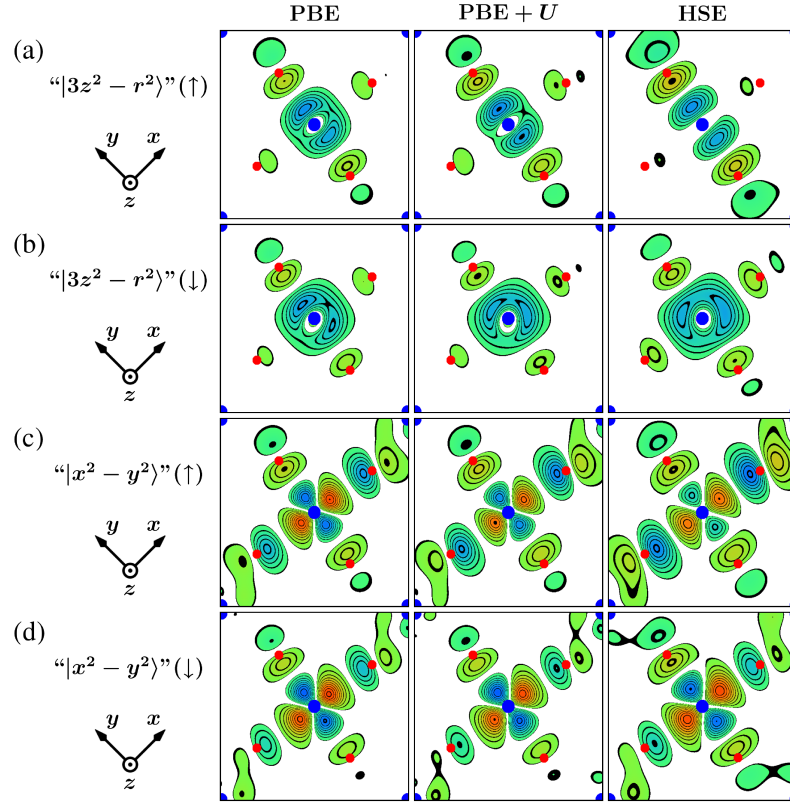 PBE PBE + U HSE
(a)
“|3z² − r²⟩”(↑)
y x
z
(b)
“|3z² − r²⟩”(↓)
y x
z
(c)
“|x² − y²⟩”(↑)
y x
z
(d)
“|x² − y²⟩”(↓)
y x
z